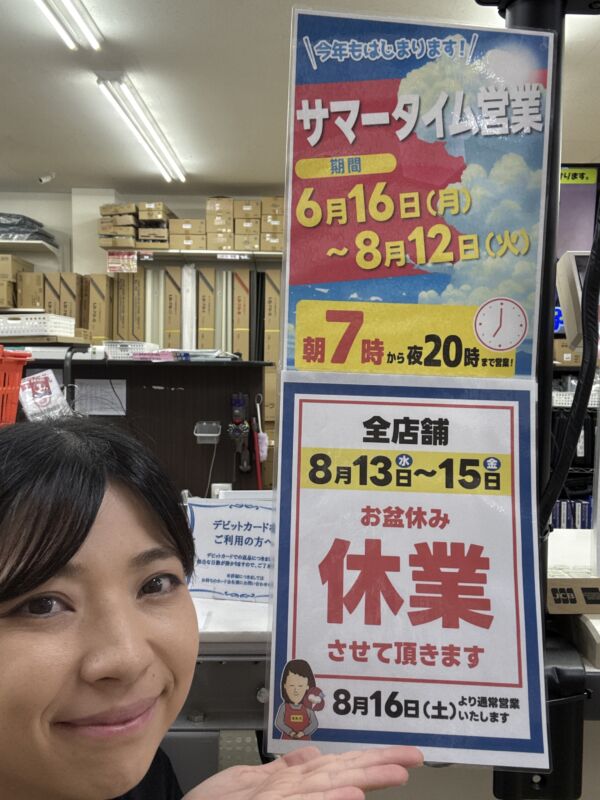 今年もはじまります!
サマータイム営業
期間
6月16日(月)
～8月12日(火)
朝7時から夜20時まで営業!
全店舗
8月13日水～15日金
お盆休み
休業
させて頂きます
8月16日(土)より通常営業
いたします
デビットカード
ご利用の方へ